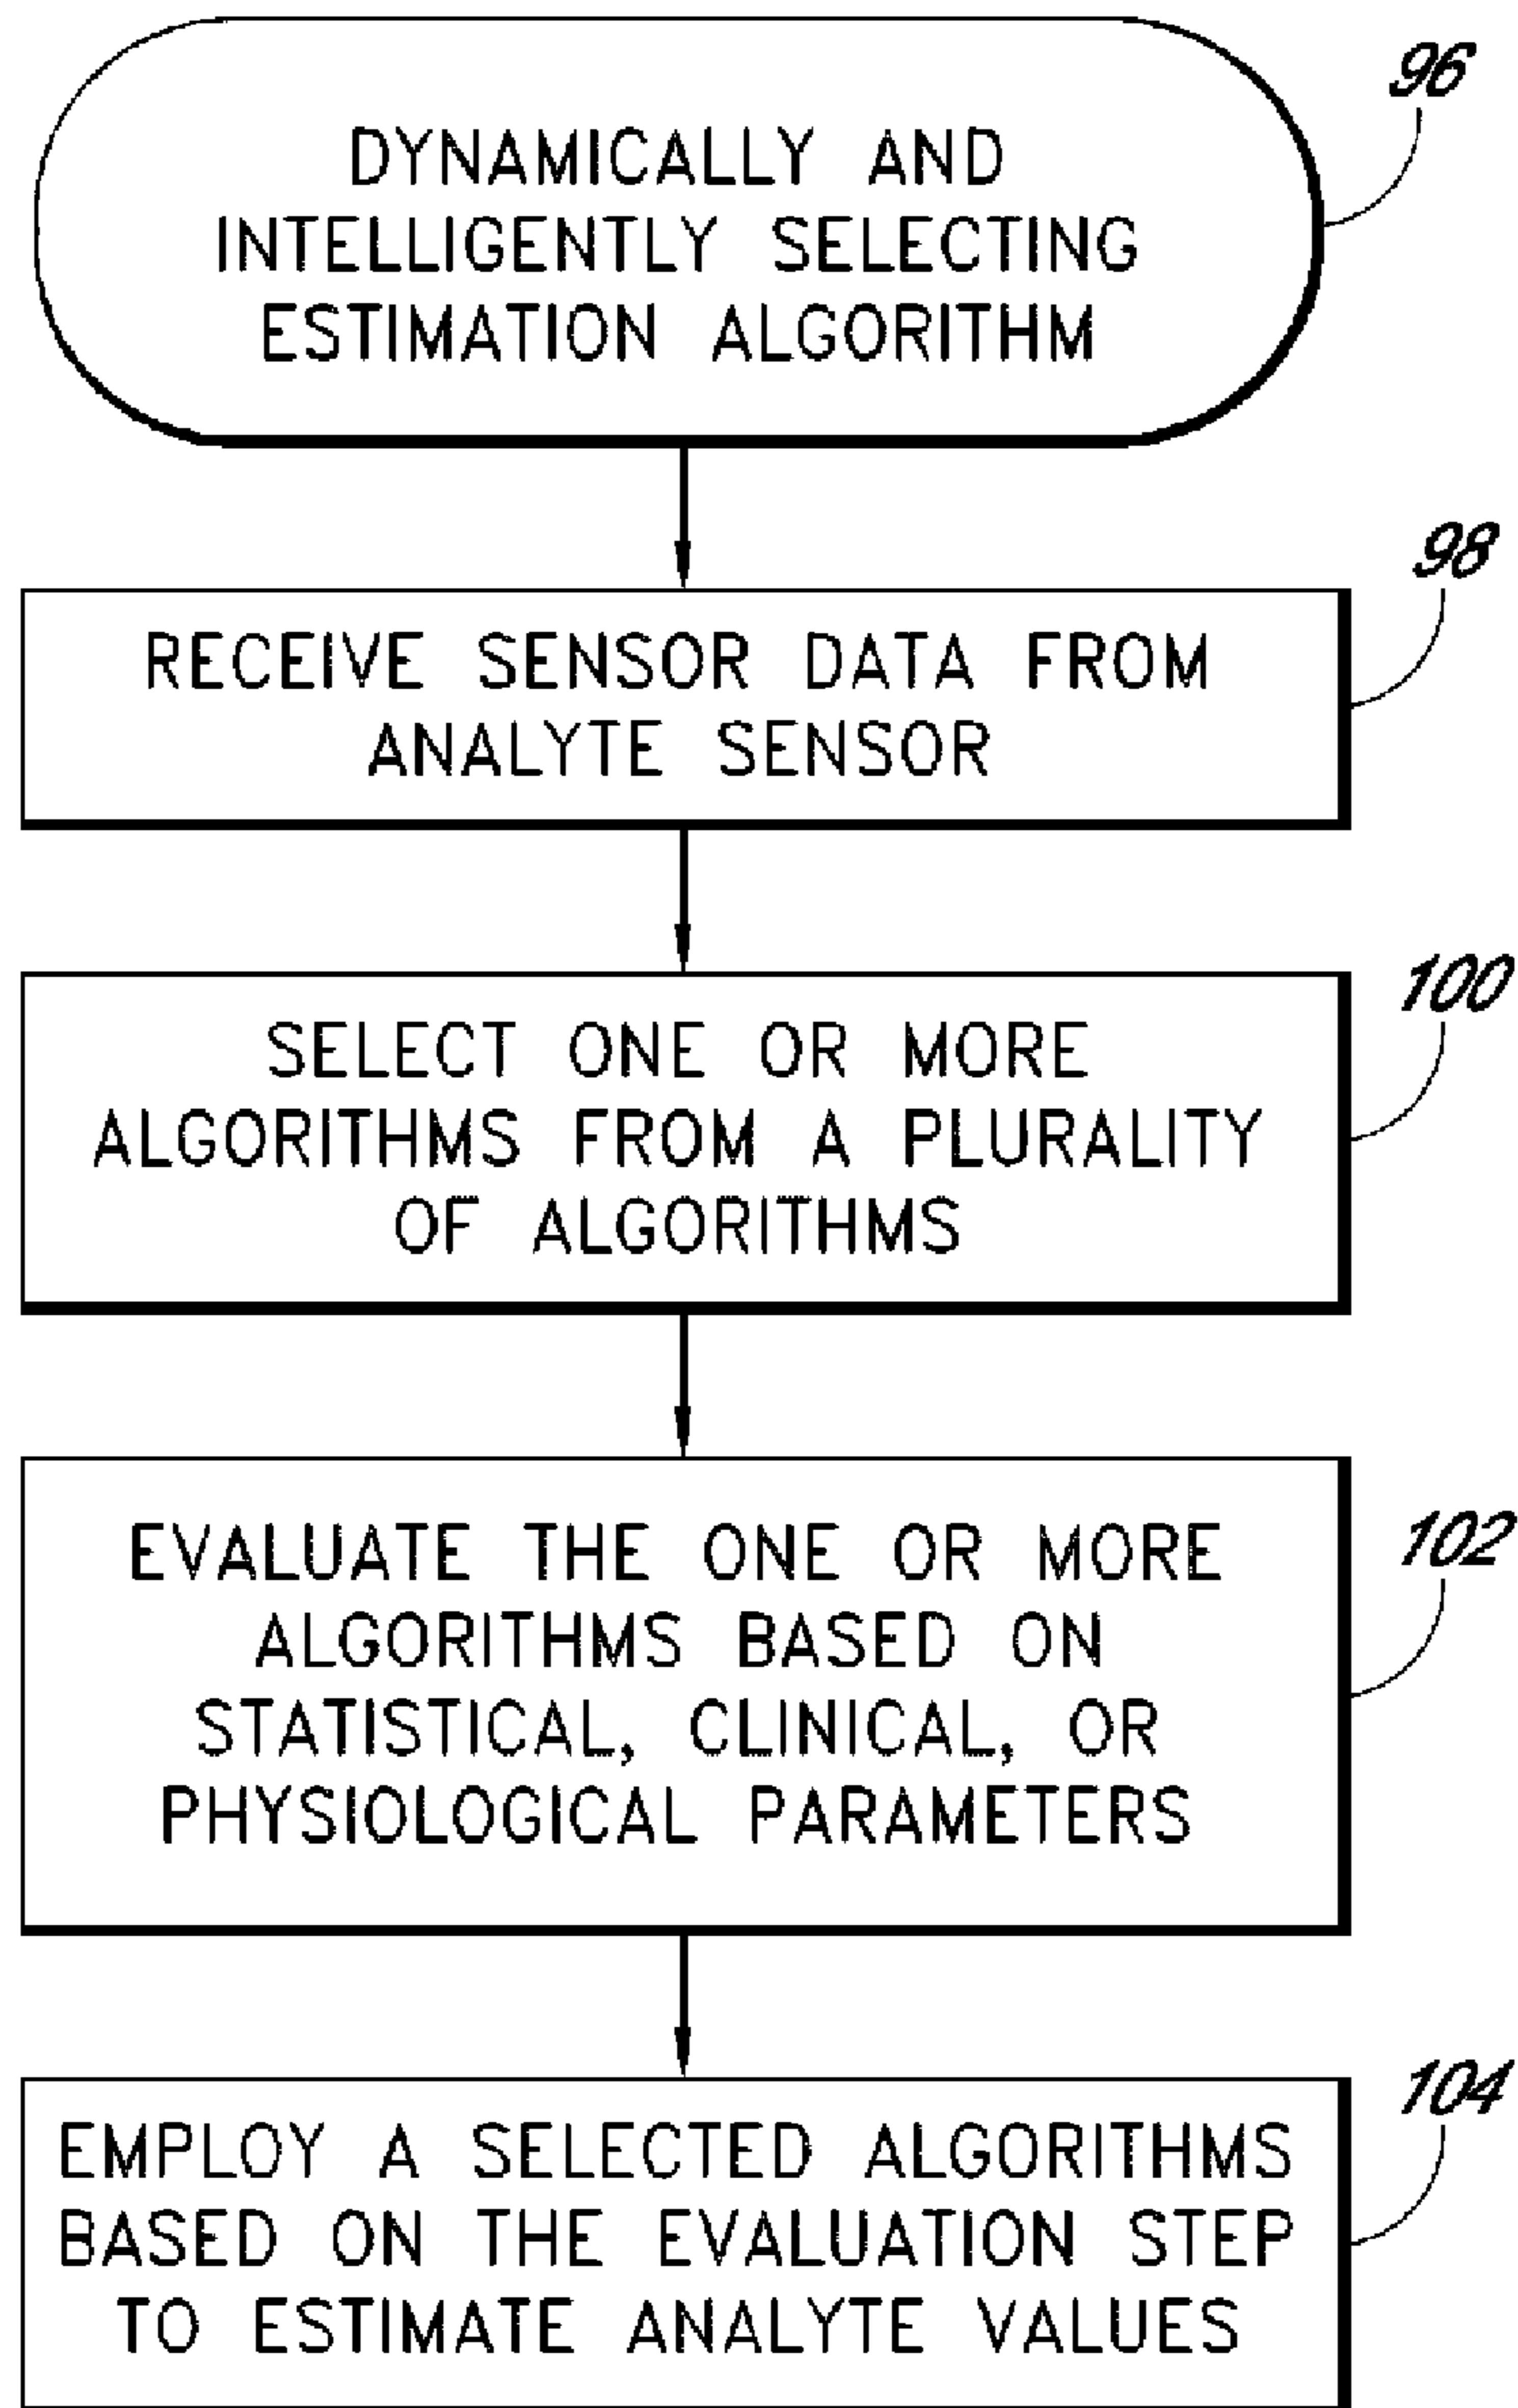 96
DYNAMICALLY AND
INTELLIGENTLY SELECTING
ESTIMATION ALGORITHM
98
RECEIVE SENSOR DATA FROM
ANALYTE SENSOR
100
SELECT ONE OR MORE
ALGORITHMS FROM A PLURALITY
OF ALGORITHMS
102
EVALUATE THE ONE OR MORE
ALGORITHMS BASED ON
STATISTICAL, CLINICAL, OR
PHYSIOLOGICAL PARAMETERS
104
EMPLOY A SELECTED ALGORITHMS
BASED ON THE EVALUATION STEP
TO ESTIMATE ANALYTE VALUES